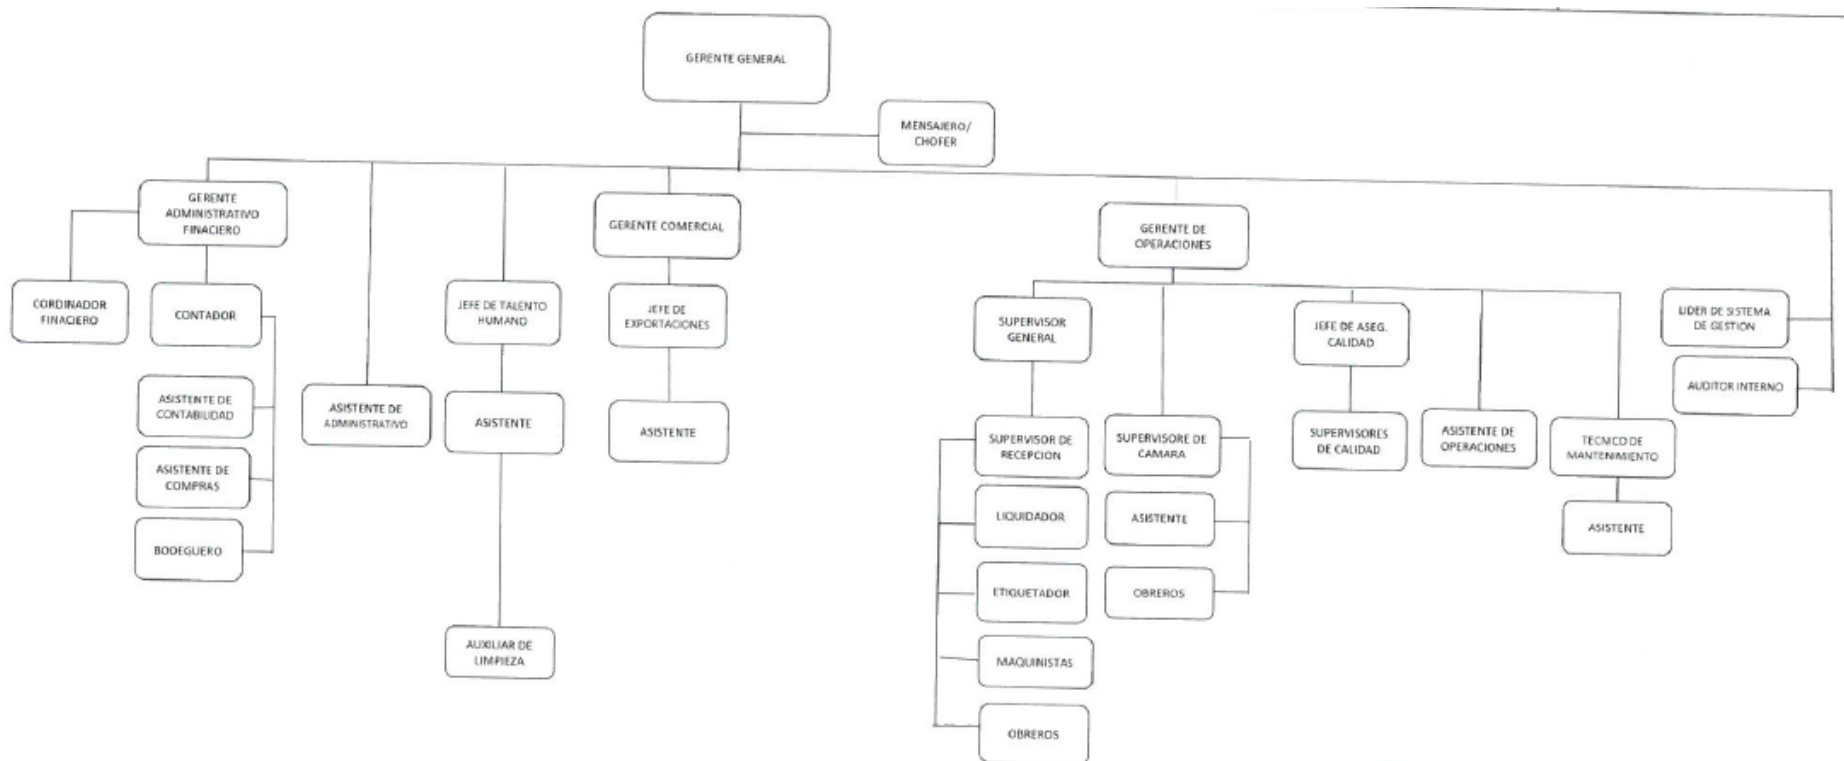 GERENTE GENERAL
MENSAJERO/
CHOFER
GERENTE
ADMINISTRATIVO
FINACIERO
GERENTE COMERCIAL
GERENTE DE
OPERACIONES
CORDINADOR
FINACIERO
CONTADOR
JEFE DE TALENTO
HUMANO
JEFE DE
EXPORTACIONES
SUPERVISOR
GENERAL
JEFE DE ASEG.
CALIDAD
LIDER DE SISTEMA
DE GESTION
AUDITOR INTERNO
ASISTENTE DE
CONTABILIDAD
ASISTENTE DE
ADMINISTRATIVO
ASISTENTE
ASISTENTE
SUPERVISOR DE
RECEPCION
SUPERVISORE DE
CAMARA
SUPERVISORES
DE CALIDAD
ASISTENTE DE
OPERACIONES
TECNICO DE
MANTENIMIENTO
ASISTENTE DE
COMPRAS
LIQUIDADOR
ASISTENTE
ASISTENTE
BODEGUERO
ETIQUETADOR
OBREROS
AUXILIAR DE
LIMPIEZA
MAQUINISTAS
OBREROS